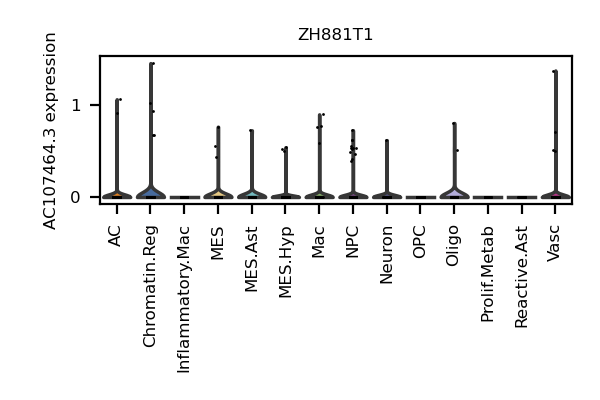 ZH881T1
AC107464.3 expression
1
0
AC
Chromatin.Reg
Inflammatory.Mac
MES
MES.Ast
MES.Hyp
Mac
NPC
Neuron
OPC
Oligo
Prolif.Metab
Reactive.Ast
Vasc